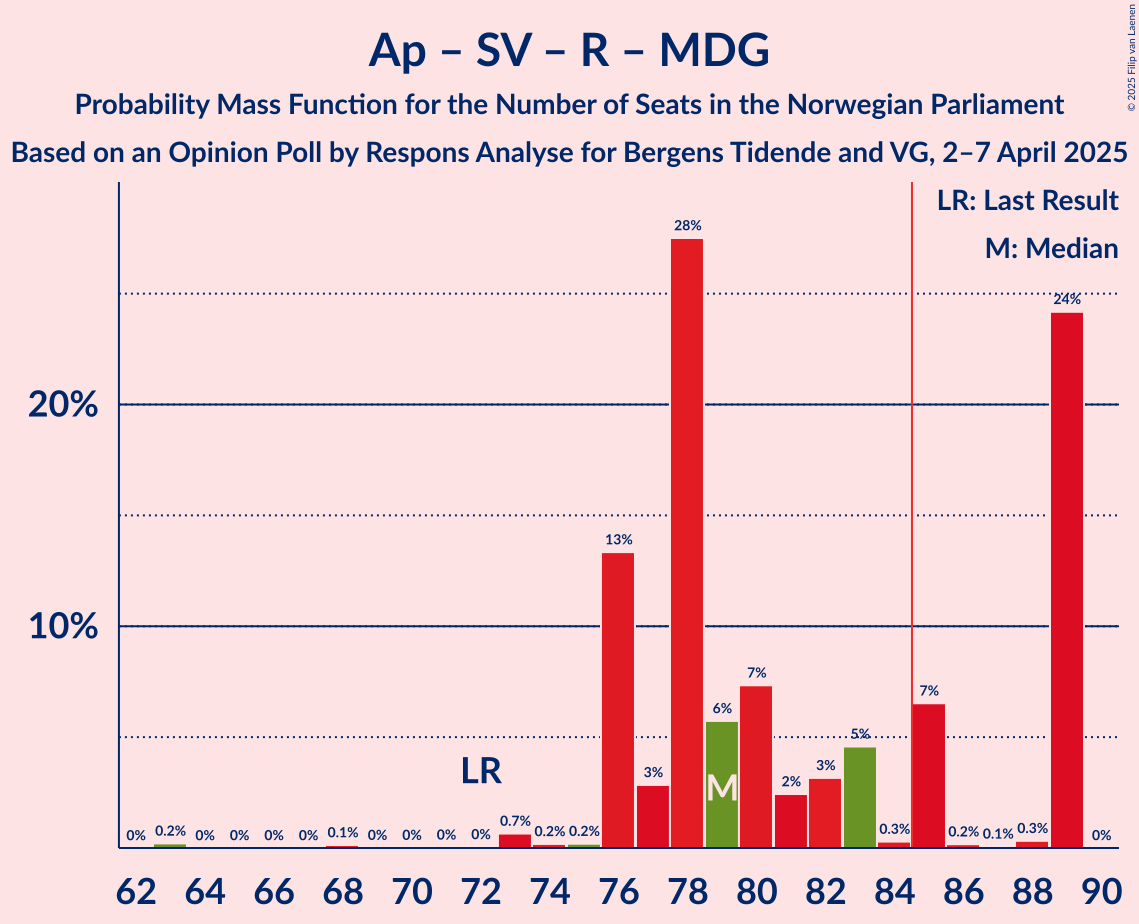 Ap – SV – R – MDG
Probability Mass Function for the Number of Seats in the Norwegian Parliament
Based on an Opinion Poll by Respons Analyse for Bergens Tidende and VG, 2–7 April 2025
© 2025 Filip van Laenen
LR: Last Result
M: Median
28%
24%
20%
13%
10%
7%
7%
6%
5%
3%
3%
2%
LR
M
0% 0.2% 0% 0% 0% 0% 0.1% 0% 0% 0% 0% 0.7% 0.2% 0.2% 0.3% 0.2% 0.1% 0.3% 0%
62 64 66 68 70 72 74 76 78 80 82 84 86 88 90